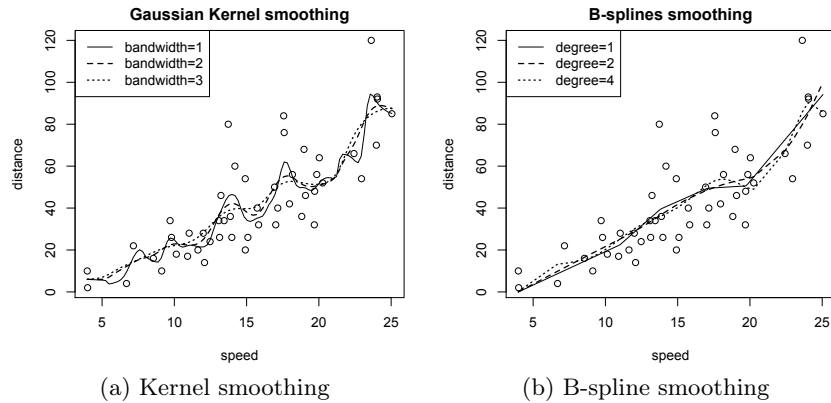 Gaussian Kernel smoothing
bandwidth=1
bandwidth=2
bandwidth=3
distance
0
20
40
60
80
100
120
5
10
15
20
25
speed
(a) Kernel smoothing
B-splines smoothing
degree=1
degree=2
degree=4
distance
0
20
40
60
80
100
120
5
10
15
20
25
speed
(b) B-spline smoothing